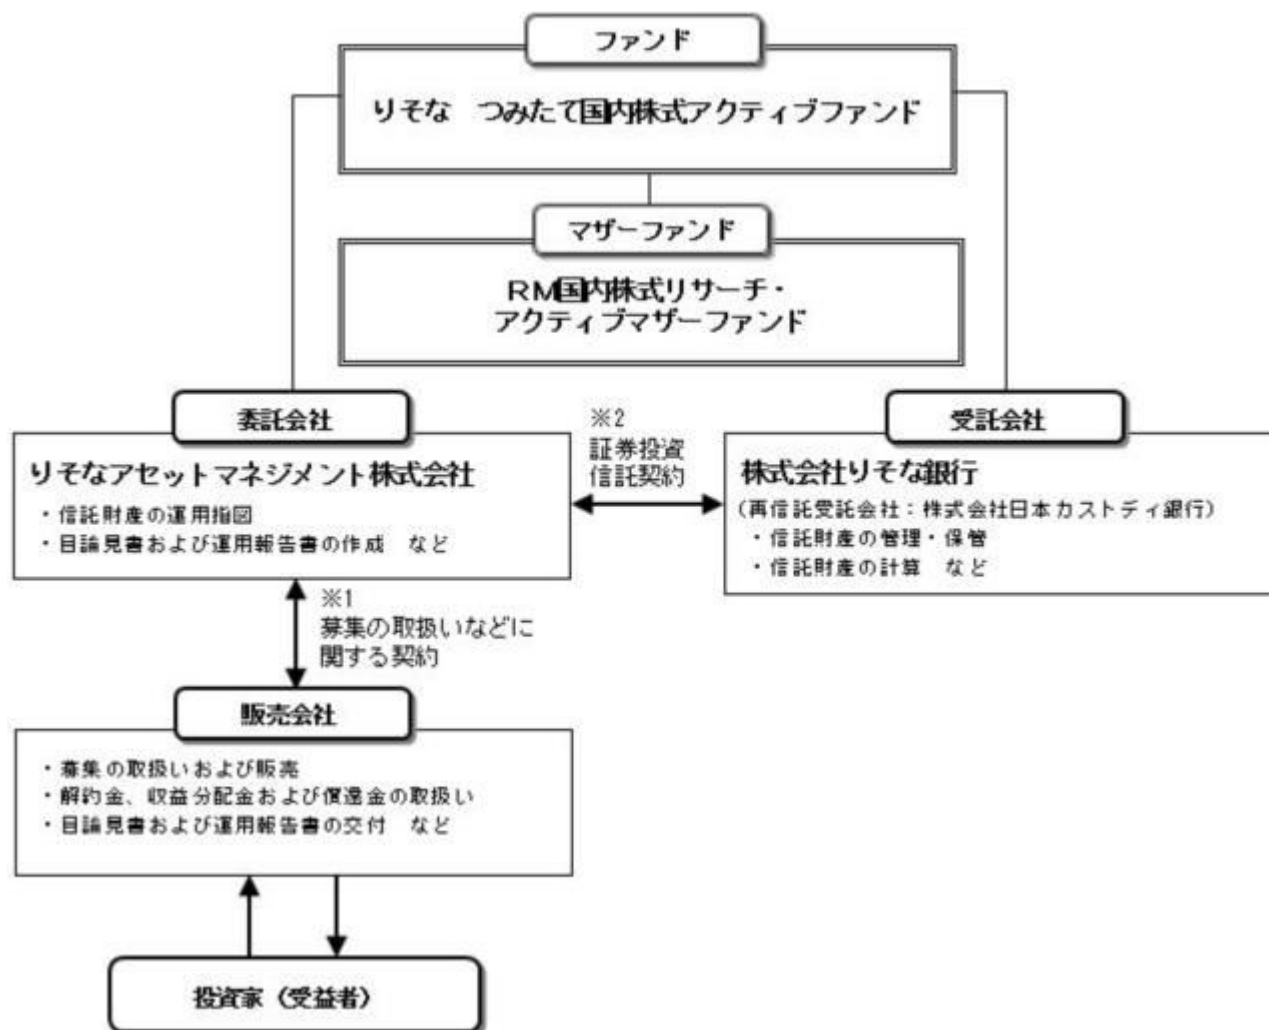 ファンド
りそな　つみたて国内株式アクティブファンド
マザーファンド
ＲＭ国内株式リサーチ・
アクティブマザーファンド
委託会社
りそなアセットマネジメント株式会社
・信託財産の運用指図
・目論見書および運用報告書の作成　など
※2
証券投資
信託契約
受託会社
株式会社りそな銀行
（再信託受託会社：株式会社日本カストディ銀行）
・信託財産の管理・保管
・信託財産の計算　など
※1
募集の取扱いなどに
関する契約
販売会社
・募集の取扱いおよび販売
・解約金、収益分配金および償還金の取扱い
・目論見書および運用報告書の交付　など
投資家（受益者）